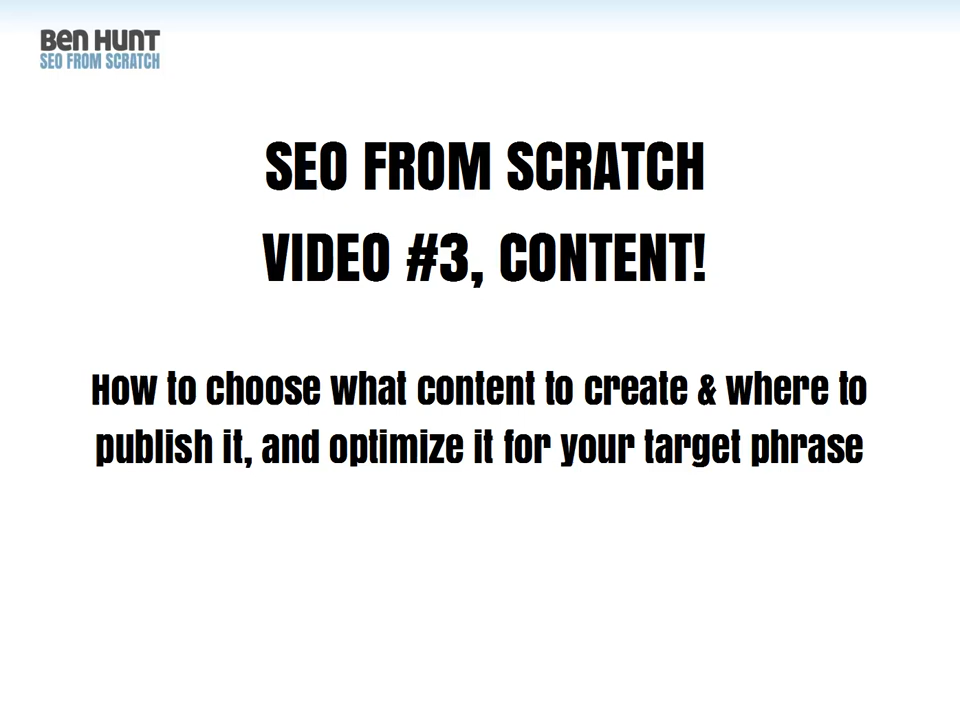 Ben Hunt
SEO FROM SCRATCH
SEO FROM SCRATCH
VIDEO #3, CONTENT!
How to choose what content to create & where to
publish it, and optimize it for your target phrase